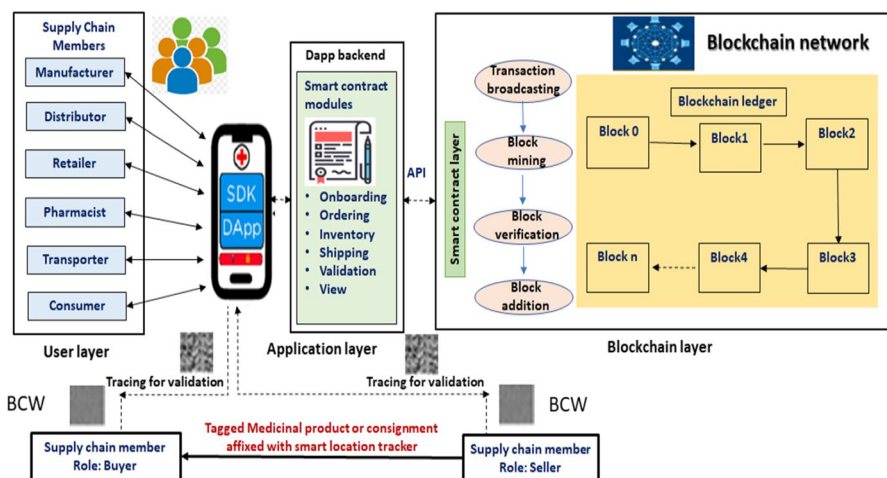 Supply Chain
Members
Manufacturer
Distributor
Retailer
Pharmacist
Transporter
Consumer
User layer
SDK
DApp
Dapp backend
Smart contract
modules
• Onboarding
• Ordering
• Inventory
• Shipping
• Validation
• View
Application layer
API
Smart contract layer
Blockchain network
Transaction
broadcasting
Block
mining
Block
verification
Block
addition
Blockchain ledger
Block 0
Block1
Block2
Block3
Block4
Block n
Blockchain layer
Tracing for validation
Tracing for validation
BCW
BCW
Tagged Medicinal product or consignment
affixed with smart location tracker
Supply chain member
Role: Buyer
Supply chain member
Role: Seller